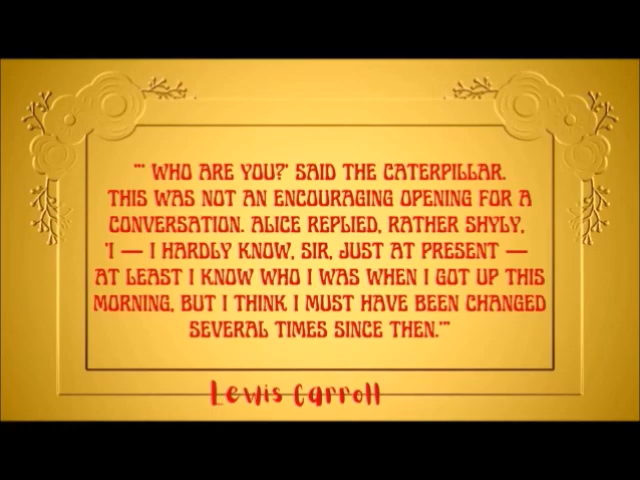 "' WHO ARE YOU?' SAID THE CATERPILLAR.
THIS WAS NOT AN ENCOURAGING OPENING FOR A
CONVERSATION. ALICE REPLIED, RATHER SHYLY,
'I — I HARDLY KNOW, SIR, JUST AT PRESENT —
AT LEAST I KNOW WHO I WAS WHEN I GOT UP THIS
MORNING, BUT I THINK I MUST HAVE BEEN CHANGED
SEVERAL TIMES SINCE THEN.'"
Lewis Carroll